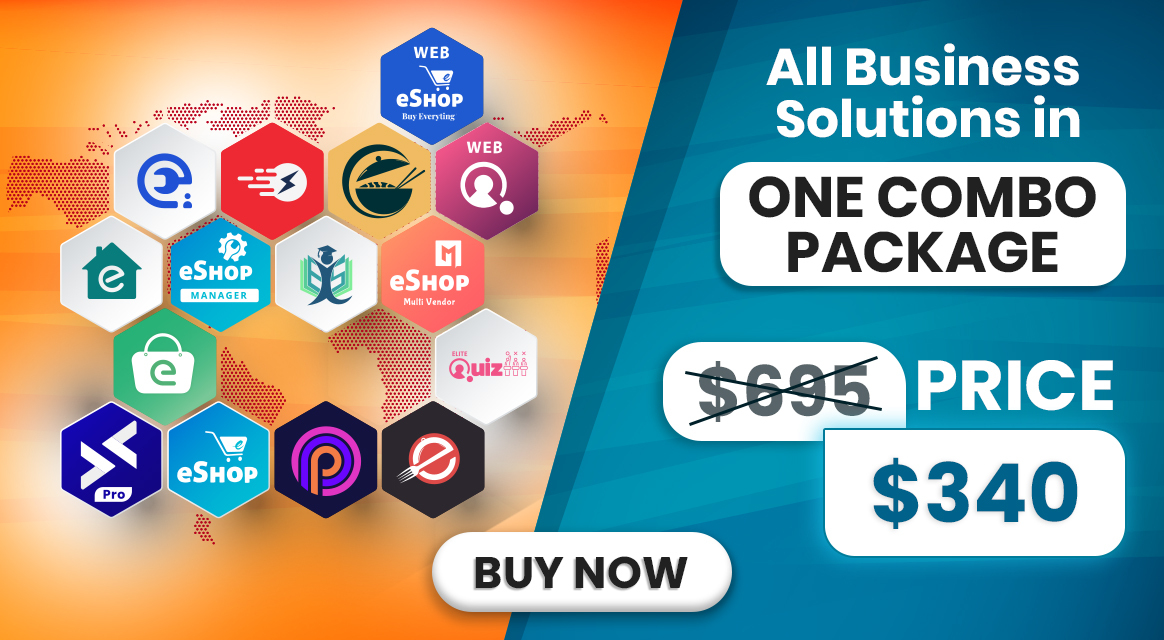 WEB
eSHOP
Buy Everyting
WEB
eSHOP
MANAGER
eSHOP
Multi Vendor
ELITE
Quiz
Pro
eSHOP
All Business
Solutions in
ONE COMBO
PACKAGE
$695
PRICE
$340
BUY NOW